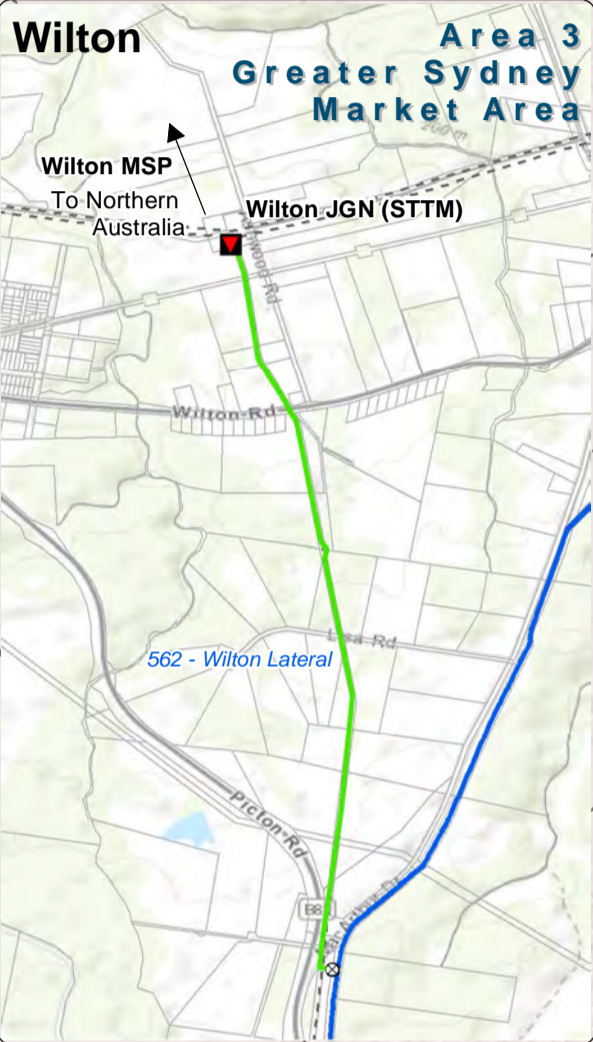 Wilton
Area 3
Greater Sydney
Market Area
200 m
Wilton MSP
To Northern
Australia
Wilton JGN (STTM)
Wilton Rd
562 - Wilton Lateral
Picton Rd